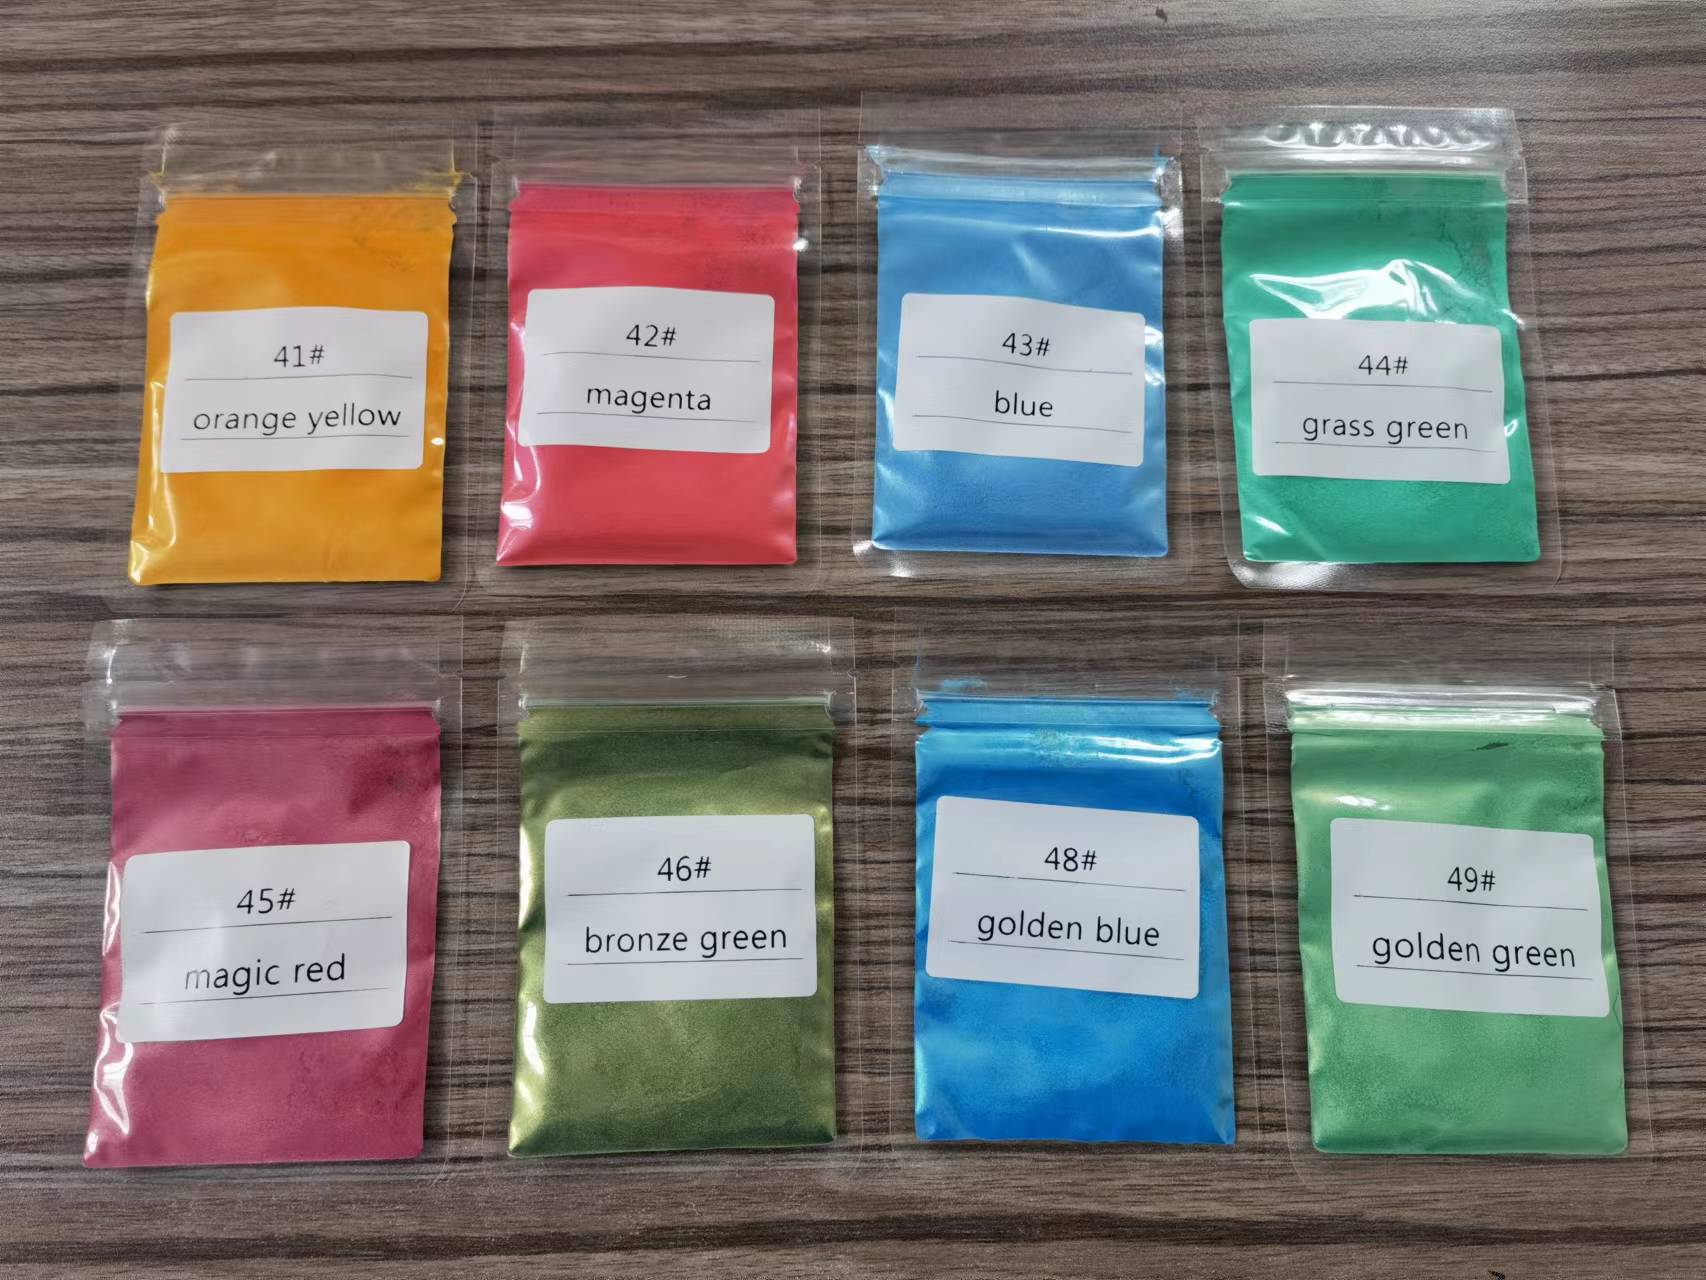 41#
orange yellow
42#
magenta
43#
blue
44#
grass green
45#
magic red
46#
bronze green
48#
golden blue
49#
golden green